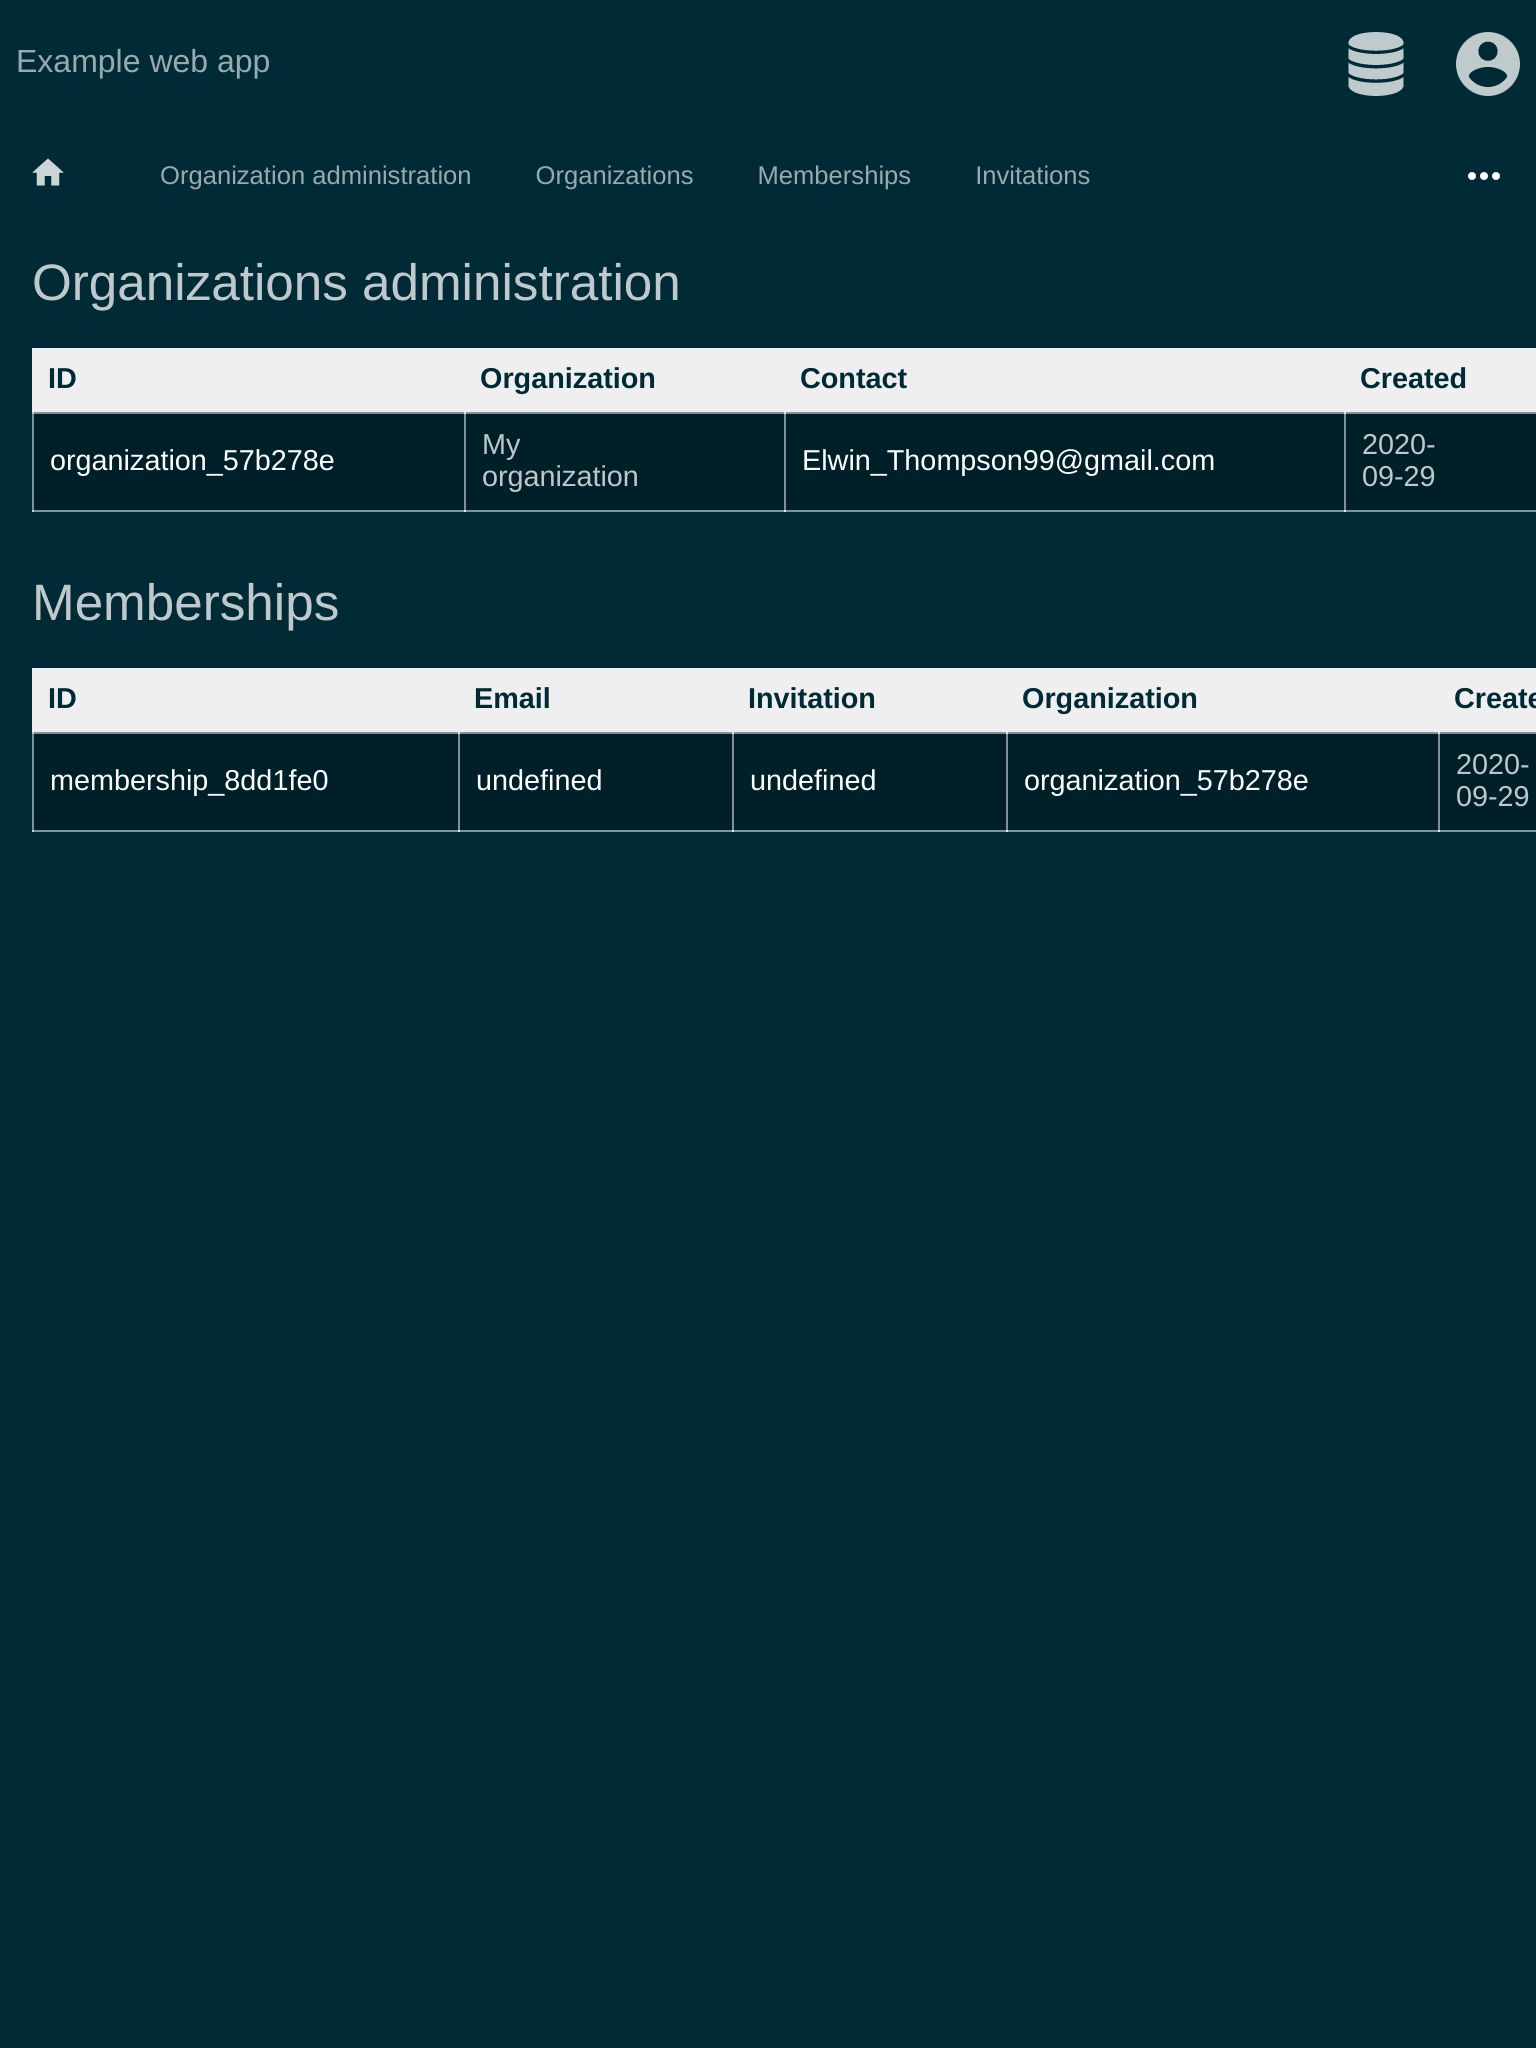 Example web app
Organization administration Organizations Memberships Invitations
Organizations administration
ID Organization Contact Created
organization_57b278e My organization Elwin_Thompson99@gmail.com 2020-09-29
Memberships
ID Email Invitation Organization Create
membership_8dd1fe0 undefined undefined organization_57b278e 2020-09-29